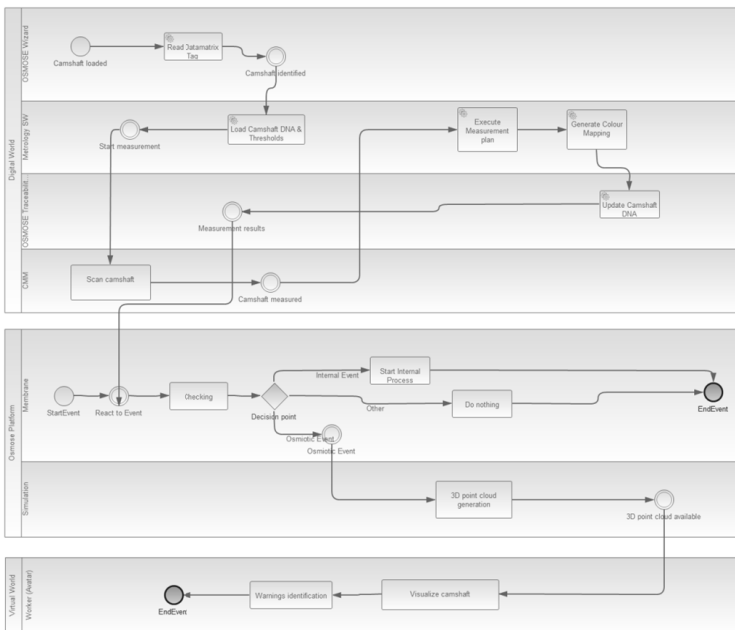 Digital World
OSMOSE Wizard
Camshaft loaded
Read Datamatrix
Tag
Camshaft identified
Metrology SW
Start measurement
Load Camshaft DNA &
Thresholds
Execute
Measurement
plan
Generate Colour
Mapping
OSMOSE Traceabilit...
Measurement results
Update Camshaft
DNA
CMM
Scan camshaft
Camshaft measured
Osmose Platform
Membrane
StartEvent
React to Event
Checking
Decision point
Internal Event
Start Internal
Process
Other
Do nothing
EndEvent
Osmiotic Event
Osmiotic Event
Simulation
3D point cloud
generation
3D point cloud available
Virtual World
Worker (Avatar)
EndEven
Warnings identification
Visualize camshaft